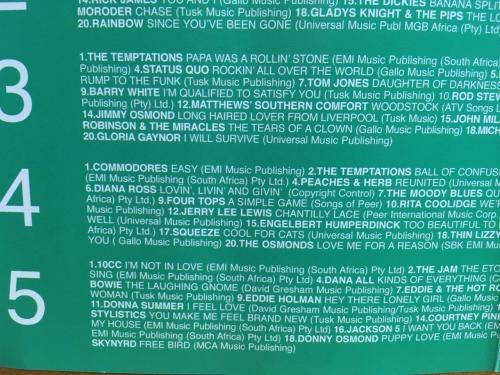 14.RICK JAMES YOU AND I (Gallo Music Publishing) 15.THE DICKIES BANANA SPLIT
MORODER CHASE (Tusk Music Publishing) 18.GLADYS KNIGHT & THE PIPS THE LO
20.RAINBOW SINCE YOU'VE BEEN GONE (Universal Music Publ MGB Africa (Pty) Ltd)
3
1.THE TEMPTATIONS PAPA WAS A ROLLIN' STONE (EMI Music Publishing (South Africa)
Publishing) 4.STATUS QUO ROCKIN' ALL OVER THE WORLD (Gallo Music Publishing) 5.
RUMP TO THE FUNK (Tusk Music Publishing) 7.TOM JONES DAUGHTER OF DARKNESS
9.BARRY WHITE I'M QUALIFIED TO SATISFY YOU (Tusk Music Publishing) 10.ROD STEW
Publishing (Pty) Ltd.) 12.MATTHEWS' SOUTHERN COMFORT WOODSTOCK (ATV Songs L
14.JIMMY OSMOND LONG HAIRED LOVER FROM LIVERPOOL (Tusk Music) 15.JOHN MIL
ROBINSON & THE MIRACLES THE TEARS OF A CLOWN (Gallo Music Publishing) 18.MICH
20.GLORIA GAYNOR I WILL SURVIVE (Universal Music Publishing)
4
1.COMMODORES EASY (EMI Music Publishing) 2.THE TEMPTATIONS BALL OF CONFUS
(EMI Music Publishing (South Africa) Pty Ltd.) 4.PEACHES & HERB REUNITED (Universal M
6.DIANA ROSS LOVIN', LIVIN' AND GIVIN' (Copyright Control) 7.THE MOODY BLUES QU
Africa) Pty Ltd) 9.FOUR TOPS A SIMPLE GAME (Songs of Peer) 10.RITA COOLIDGE WE'R
Music Publishing) 12.JERRY LEE LEWIS CHANTILLY LACE (Peer International Music Corp
WELL (Universal Music Publishing) 15.ENGELBERT HUMPERDINCK TOO BEAUTIFUL TO
Publishing) 17.SQUEEZE COOL FOR CATS (Universal Music Publishing) 18.THIN LIZZY
YOU ( Gallo Music Publishing) 20.THE OSMONDS LOVE ME FOR A REASON (SBK EMI Mu
5
1.10CC I'M NOT IN LOVE (EMI Music Publishing (South Africa) Pty Ltd) 2.THE JAM THE ETO
SING (EMI Music Publishing (South Africa) Pty Ltd) 4.DANA ALL KINDS OF EVERYTHING (Ca
BOWIE THE LAUGHING GNOME (David Gresham Music Publishing) 7.EDDIE & THE HOT RO
WOMAN (Tusk Music Publishing) 9.EDDIE HOLMAN HEY THERE LONELY GIRL (Gallo Music
11.DONNA SUMMER I FEEL LOVE (David Gresham Music Publishing/Tusk Music Publishing)
STYLISTICS YOU MAKE ME FEEL BRAND NEW (Tusk Music Publishing) 14.COURTNEY PINE
MY HOUSE (EMI Music Publishing (South Africa) Pty Ltd) 16.JACKSON 5 I WANT YOU BACK (EM
EMI Music Publishing (South Africa) Pty Ltd) 18.DONNY OSMOND PUPPY LOVE (EMI Music P
SKYNYRD FREE BIRD (MCA Music Publishing)